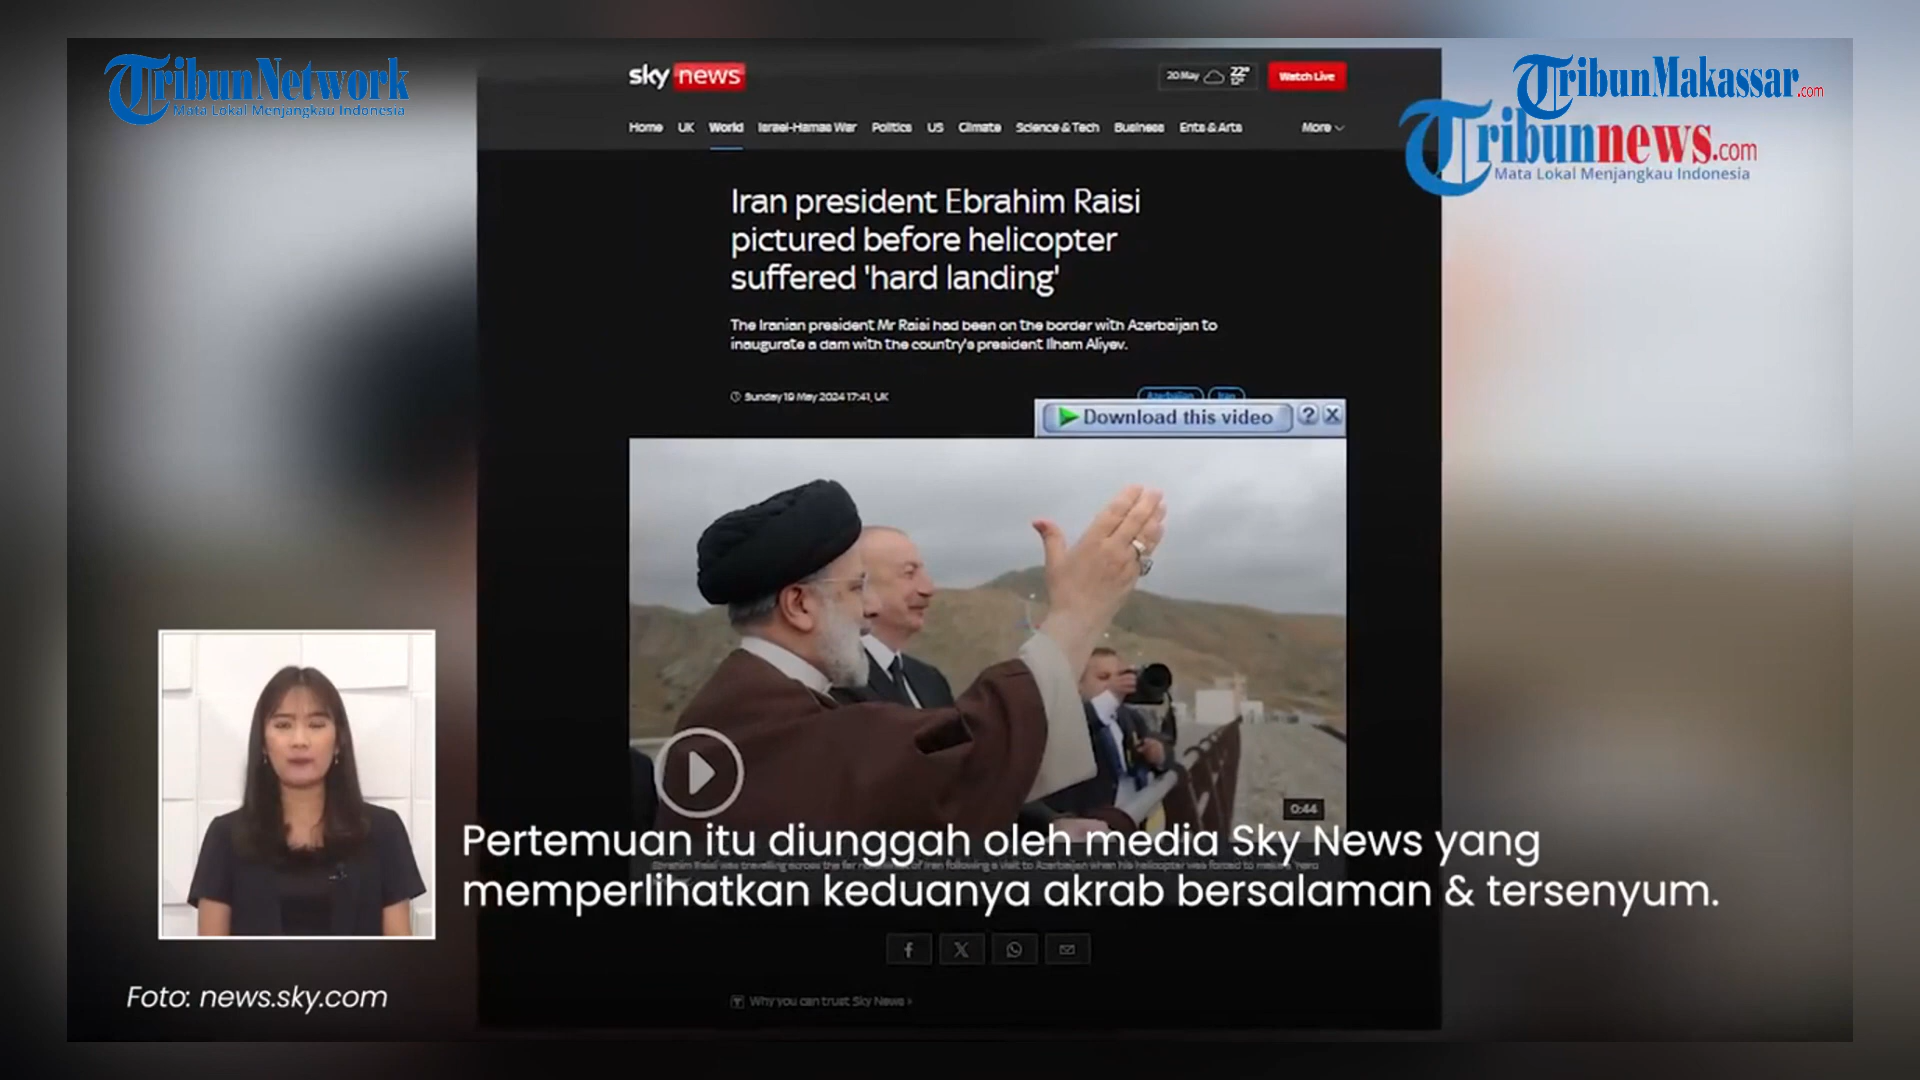 TribunNetwork
Mata Lokal Menjangkau Indonesia
TribunMakassar.com
Tribunnews.com
Mata Lokal Menjangkau Indonesia
sky news
20 May 22° 12° Watch Live
Home UK World Israel-Hamas War Politics US Climate Science & Tech Business Ents & Arts More
Iran president Ebrahim Raisi
pictured before helicopter
suffered 'hard landing'
The Iranian president Mr Raisi had been on the border with Azerbaijan to
inaugurate a dam with the country's president Ilham Aliyev.
Sunday 19 May 2024 17:41, UK
Azerbaijan Iran
Download this video ? X
0:44
Pertemuan itu diunggah oleh media Sky News yang
memperlihatkan keduanya akrab bersalaman & tersenyum.
Foto: news.sky.com
Why you can trust Sky News